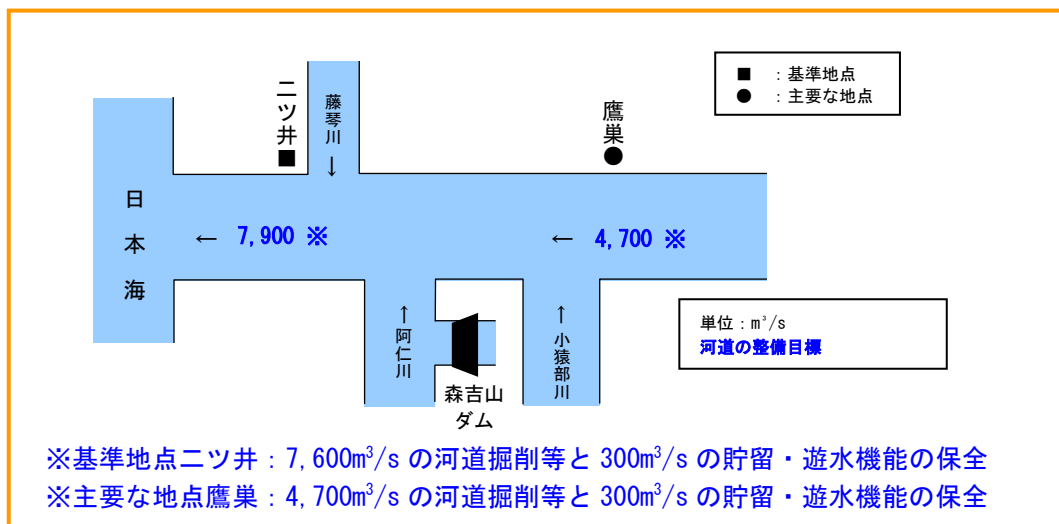 ■ ：基準地点
● ：主要な地点
二ツ井
■
藤琴川
↓
鷹巣
●
日本海
← 7,900 ※
← 4,700 ※
↑
阿仁川
森吉山
ダム
↑
小猿部川
単位：m³/s
河道の整備目標
※基準地点二ツ井：7,600m³/s の河道掘削等と 300m³/s の貯留・遊水機能の保全
※主要な地点鷹巣：4,700m³/s の河道掘削等と 300m³/s の貯留・遊水機能の保全